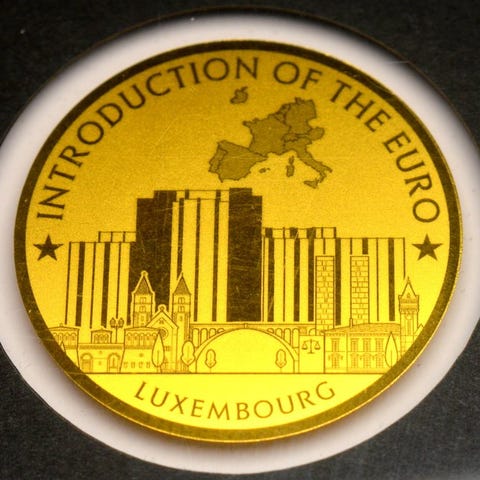 INTRODUCTION OF THE EURO
LUXEMBOURG